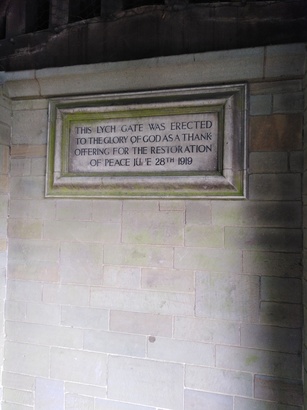 THIS LYCH GATE WAS ERECTED
TO THE GLORY OF GOD AS A THANK
OFFERING FOR THE RESTORATION
OF PEACE JUNE 28TH 1919